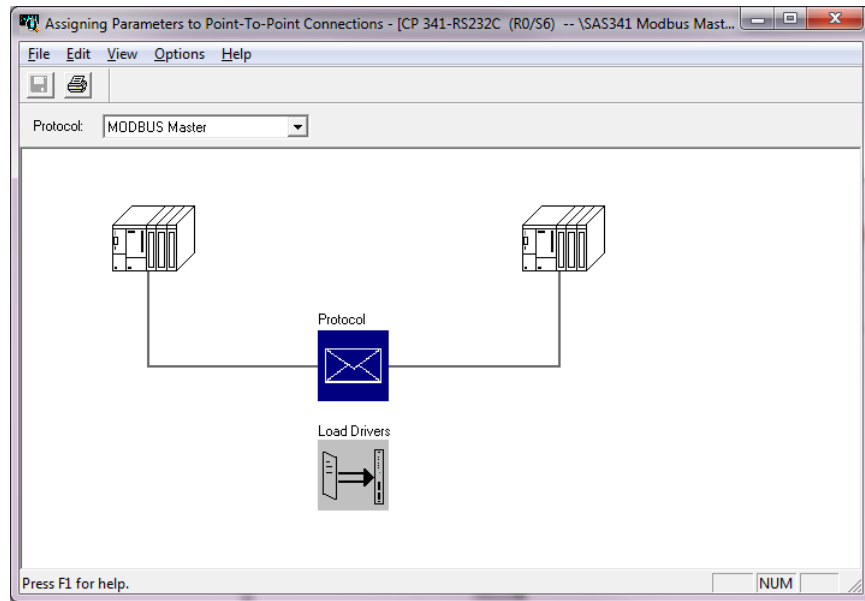 Assigning Parameters to Point-To-Point Connections - [CP 341-RS232C (R0/S6) -- \SAS341 Modbus Mast...
File Edit View Options Help
Protocol: MODBUS Master
Protocol
Load Drivers
Press F1 for help. NUM